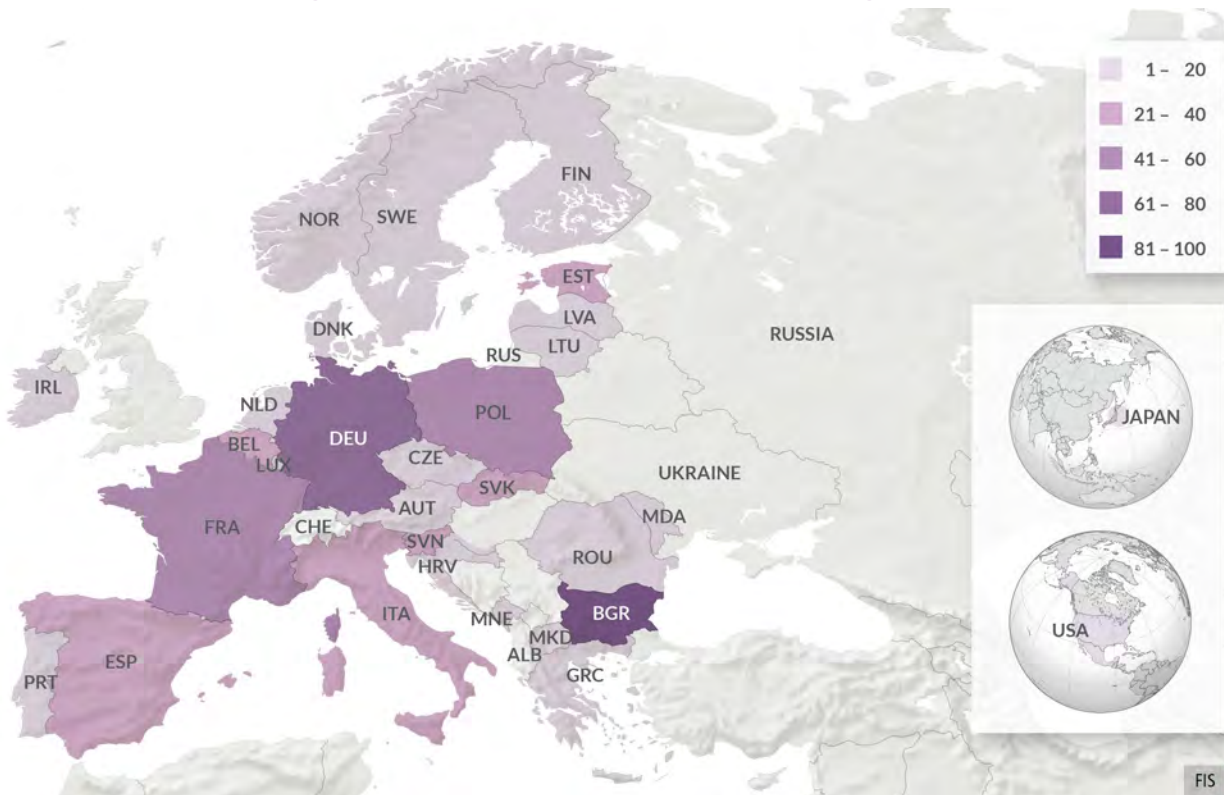 1 – 20
21 – 40
41 – 60
61 – 80
81 – 100
FIN
NOR
SWE
EST
LVA
RUSSIA
DNK
LTU
RUS
IRL
NLD
POL
JAPAN
DEU
BEL
LUX
CZE
UKRAINE
SVK
AUT
MDA
FRA
CHE
SVN
ROU
HRV
ITA
MNE
BGR
USA
MKD
ALB
ESP
GRC
PRT
FIS